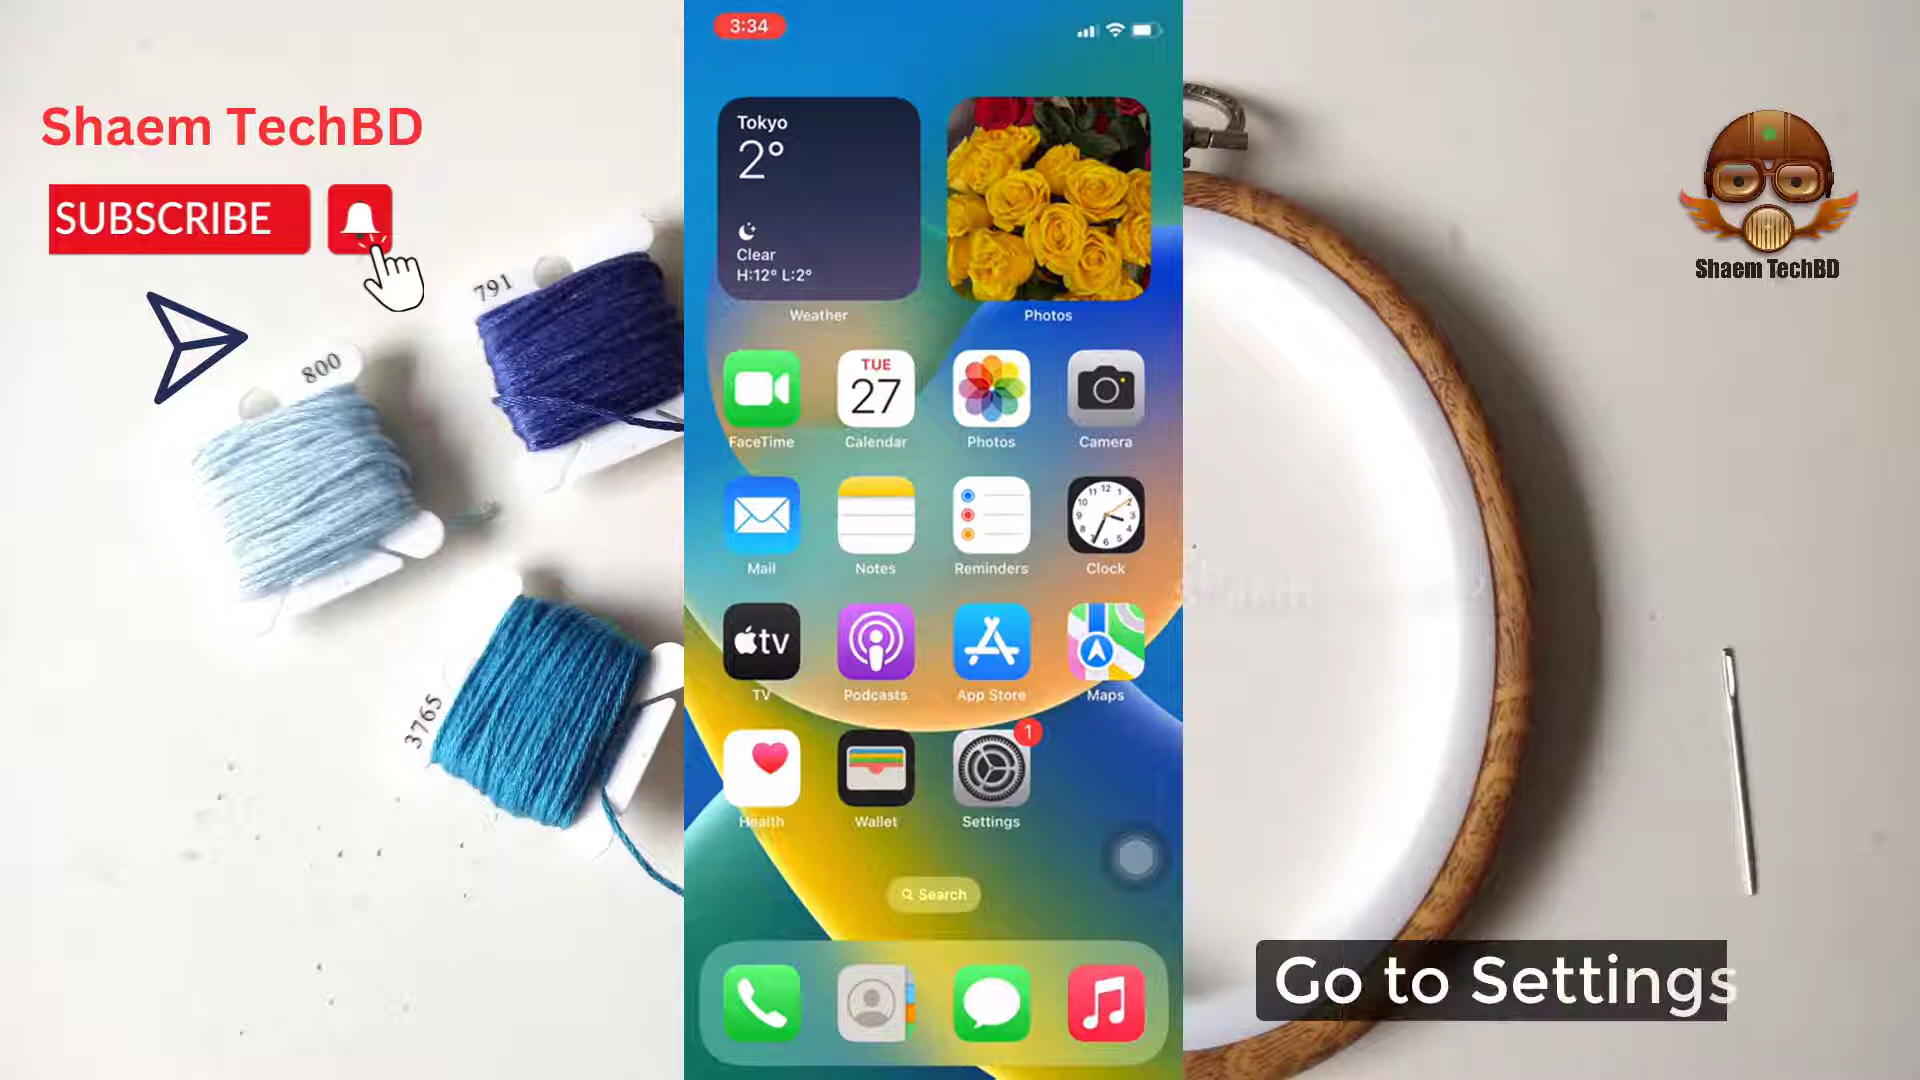 Shaem TechBD
SUBSCRIBE
791
800
3765
3:34
Tokyo
2°
Clear
H:12° L:2°
Weather
Photos
TUE
27
FaceTime
Calendar
Photos
Camera
Mail
Notes
Reminders
Clock
tv
TV
Podcasts
App Store
Maps
1
Health
Wallet
Settings
Search
Shaem TechBD
Go to Settings